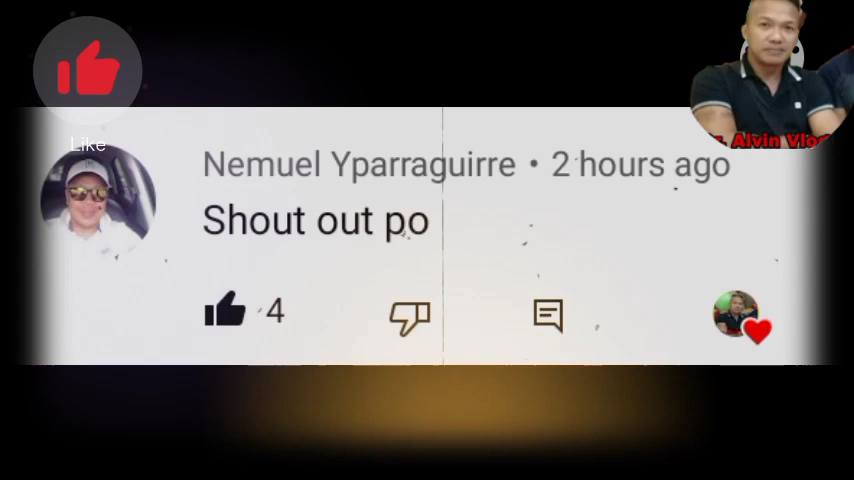 Like
Nemuel Yparraguirre • 2 hours ago
Shout out po
4
Alvin Vlog